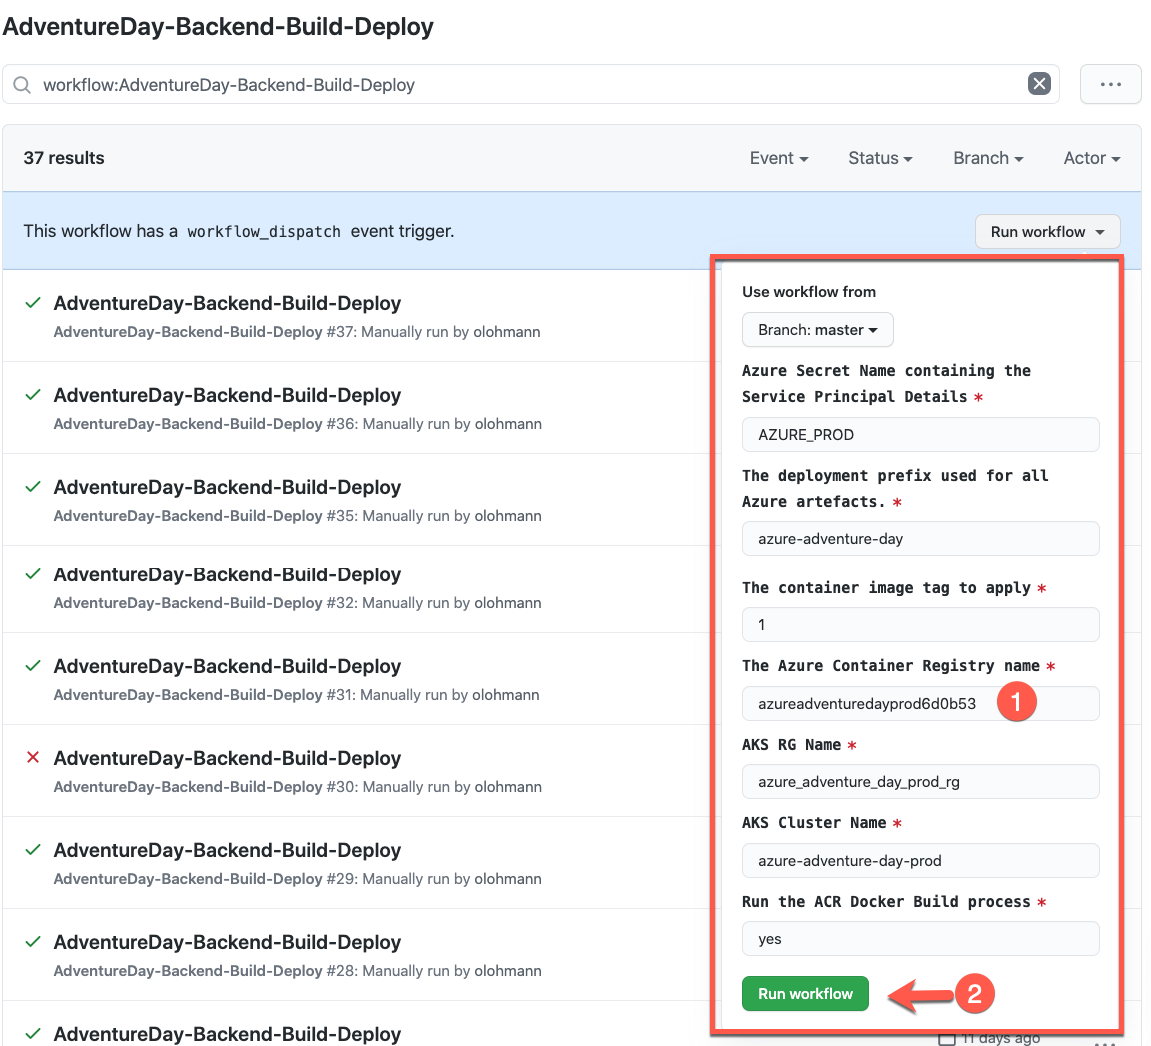 AdventureDay-Backend-Build-Deploy
workflow:AdventureDay-Backend-Build-Deploy
37 results
Event
Status
Branch
Actor
This workflow has a workflow_dispatch event trigger.
Run workflow
AdventureDay-Backend-Build-Deploy
AdventureDay-Backend-Build-Deploy #37: Manually run by olohmann
AdventureDay-Backend-Build-Deploy
AdventureDay-Backend-Build-Deploy #36: Manually run by olohmann
AdventureDay-Backend-Build-Deploy
AdventureDay-Backend-Build-Deploy #35: Manually run by olohmann
AdventureDay-Backend-Build-Deploy
AdventureDay-Backend-Build-Deploy #32: Manually run by olohmann
AdventureDay-Backend-Build-Deploy
AdventureDay-Backend-Build-Deploy #31: Manually run by olohmann
AdventureDay-Backend-Build-Deploy
AdventureDay-Backend-Build-Deploy #30: Manually run by olohmann
AdventureDay-Backend-Build-Deploy
AdventureDay-Backend-Build-Deploy #29: Manually run by olohmann
AdventureDay-Backend-Build-Deploy
AdventureDay-Backend-Build-Deploy #28: Manually run by olohmann
AdventureDay-Backend-Build-Deploy
Use workflow from
Branch: master
Azure Secret Name containing the
Service Principal Details *
AZURE_PROD
The deployment prefix used for all
Azure artefacts. *
azure-adventure-day
The container image tag to apply *
1
The Azure Container Registry name *
azureadventuredayprod6d0b53
1
AKS RG Name *
azure_adventure_day_prod_rg
AKS Cluster Name *
azure-adventure-day-prod
Run the ACR Docker Build process *
yes
Run workflow
2
11 days ago